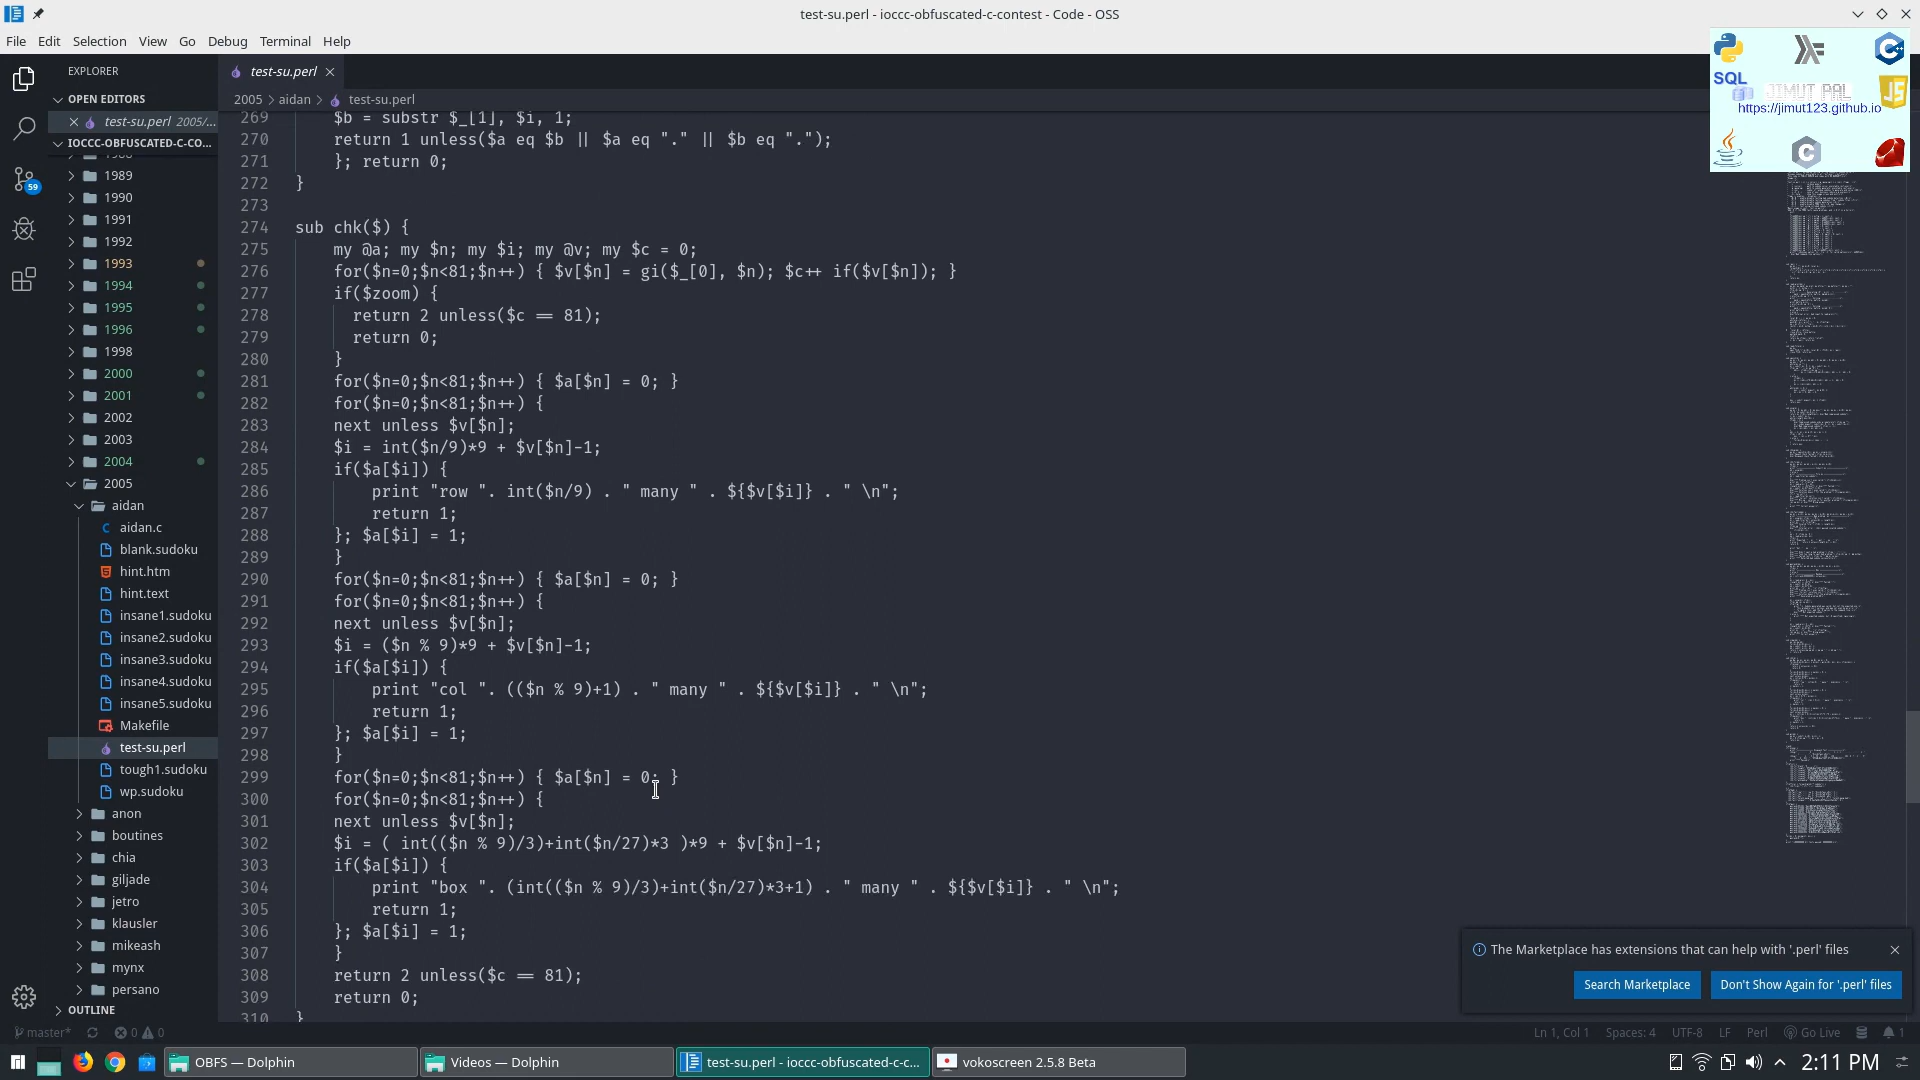 test-su.perl - ioccc-obfuscated-c-contest - Code - OSS
File Edit Selection View Go Debug Terminal Help
SQL
JIMUT PAL
https://jimut123.github.io
JS
Java
C
EXPLORER
OPEN EDITORS
test-su.perl 2005/...
IOCCC-OBFUSCATED-C-CO...
59
1988
1989
1990
1991
1992
1993
1994
1995
1996
1998
2000
2001
2002
2003
2004
2005
aidan
C aidan.c
blank.sudoku
hint.htm
hint.text
insane1.sudoku
insane2.sudoku
insane3.sudoku
insane4.sudoku
insane5.sudoku
Makefile
test-su.perl
tough1.sudoku
wp.sudoku
anon
boutines
chia
giljade
jetro
klausler
mikeash
mynx
persano
OUTLINE
test-su.perl
2005 > aidan > test-su.perl
269 $b = substr $_[1], $i, 1;
270 return 1 unless($a eq $b || $a eq "." || $b eq ".");
271 }; return 0;
272 }
273
274 sub chk($) {
275 my @a; my $n; my $i; my @v; my $c = 0;
276 for($n=0;$n<81;$n++) { $v[$n] = gi($_[0], $n); $c++ if($v[$n]); }
277 if($zoom) {
278 return 2 unless($c == 81);
279 return 0;
280 }
281 for($n=0;$n<81;$n++) { $a[$n] = 0; }
282 for($n=0;$n<81;$n++) {
283 next unless $v[$n];
284 $i = int($n/9)*9 + $v[$n]-1;
285 if($a[$i]) {
286 print "row ". int($n/9) . " many " . ${$v[$i]} . " \n";
287 return 1;
288 }; $a[$i] = 1;
289 }
290 for($n=0;$n<81;$n++) { $a[$n] = 0; }
291 for($n=0;$n<81;$n++) {
292 next unless $v[$n];
293 $i = ($n % 9)*9 + $v[$n]-1;
294 if($a[$i]) {
295 print "col ". (($n % 9)+1) . " many " . ${$v[$i]} . " \n";
296 return 1;
297 }; $a[$i] = 1;
298 }
299 for($n=0;$n<81;$n++) { $a[$n] = 0; }
300 for($n=0;$n<81;$n++) {
301 next unless $v[$n];
302 $i = ( int(($n % 9)/3)+int($n/27)*3 )*9 + $v[$n]-1;
303 if($a[$i]) {
304 print "box ". (int(($n % 9)/3)+int($n/27)*3+1) . " many " . ${$v[$i]} . " \n";
305 return 1;
306 }; $a[$i] = 1;
307 }
308 return 2 unless($c == 81);
309 return 0;
310 }
The Marketplace has extensions that can help with '.perl' files
Search Marketplace
Don't Show Again for '.perl' files
master* 0 0
Ln 1, Col 1 Spaces: 4 UTF-8 LF Perl Go Live 1
OBFS — Dolphin
Videos — Dolphin
test-su.perl - ioccc-obfuscated-c-c...
vokoscreen 2.5.8 Beta
2:11 PM